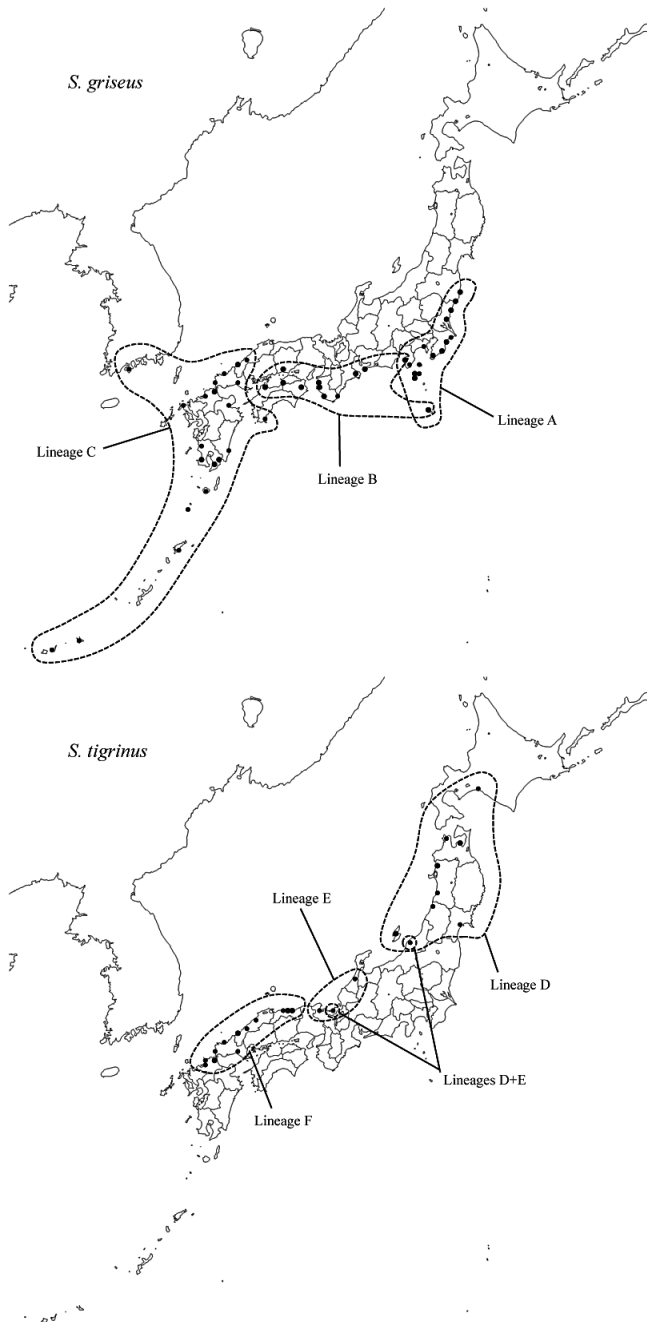 S. griseus
Lineage A
Lineage C
Lineage B
S. tigrinus
Lineage E
Lineage D
Lineages D+E
Lineage F